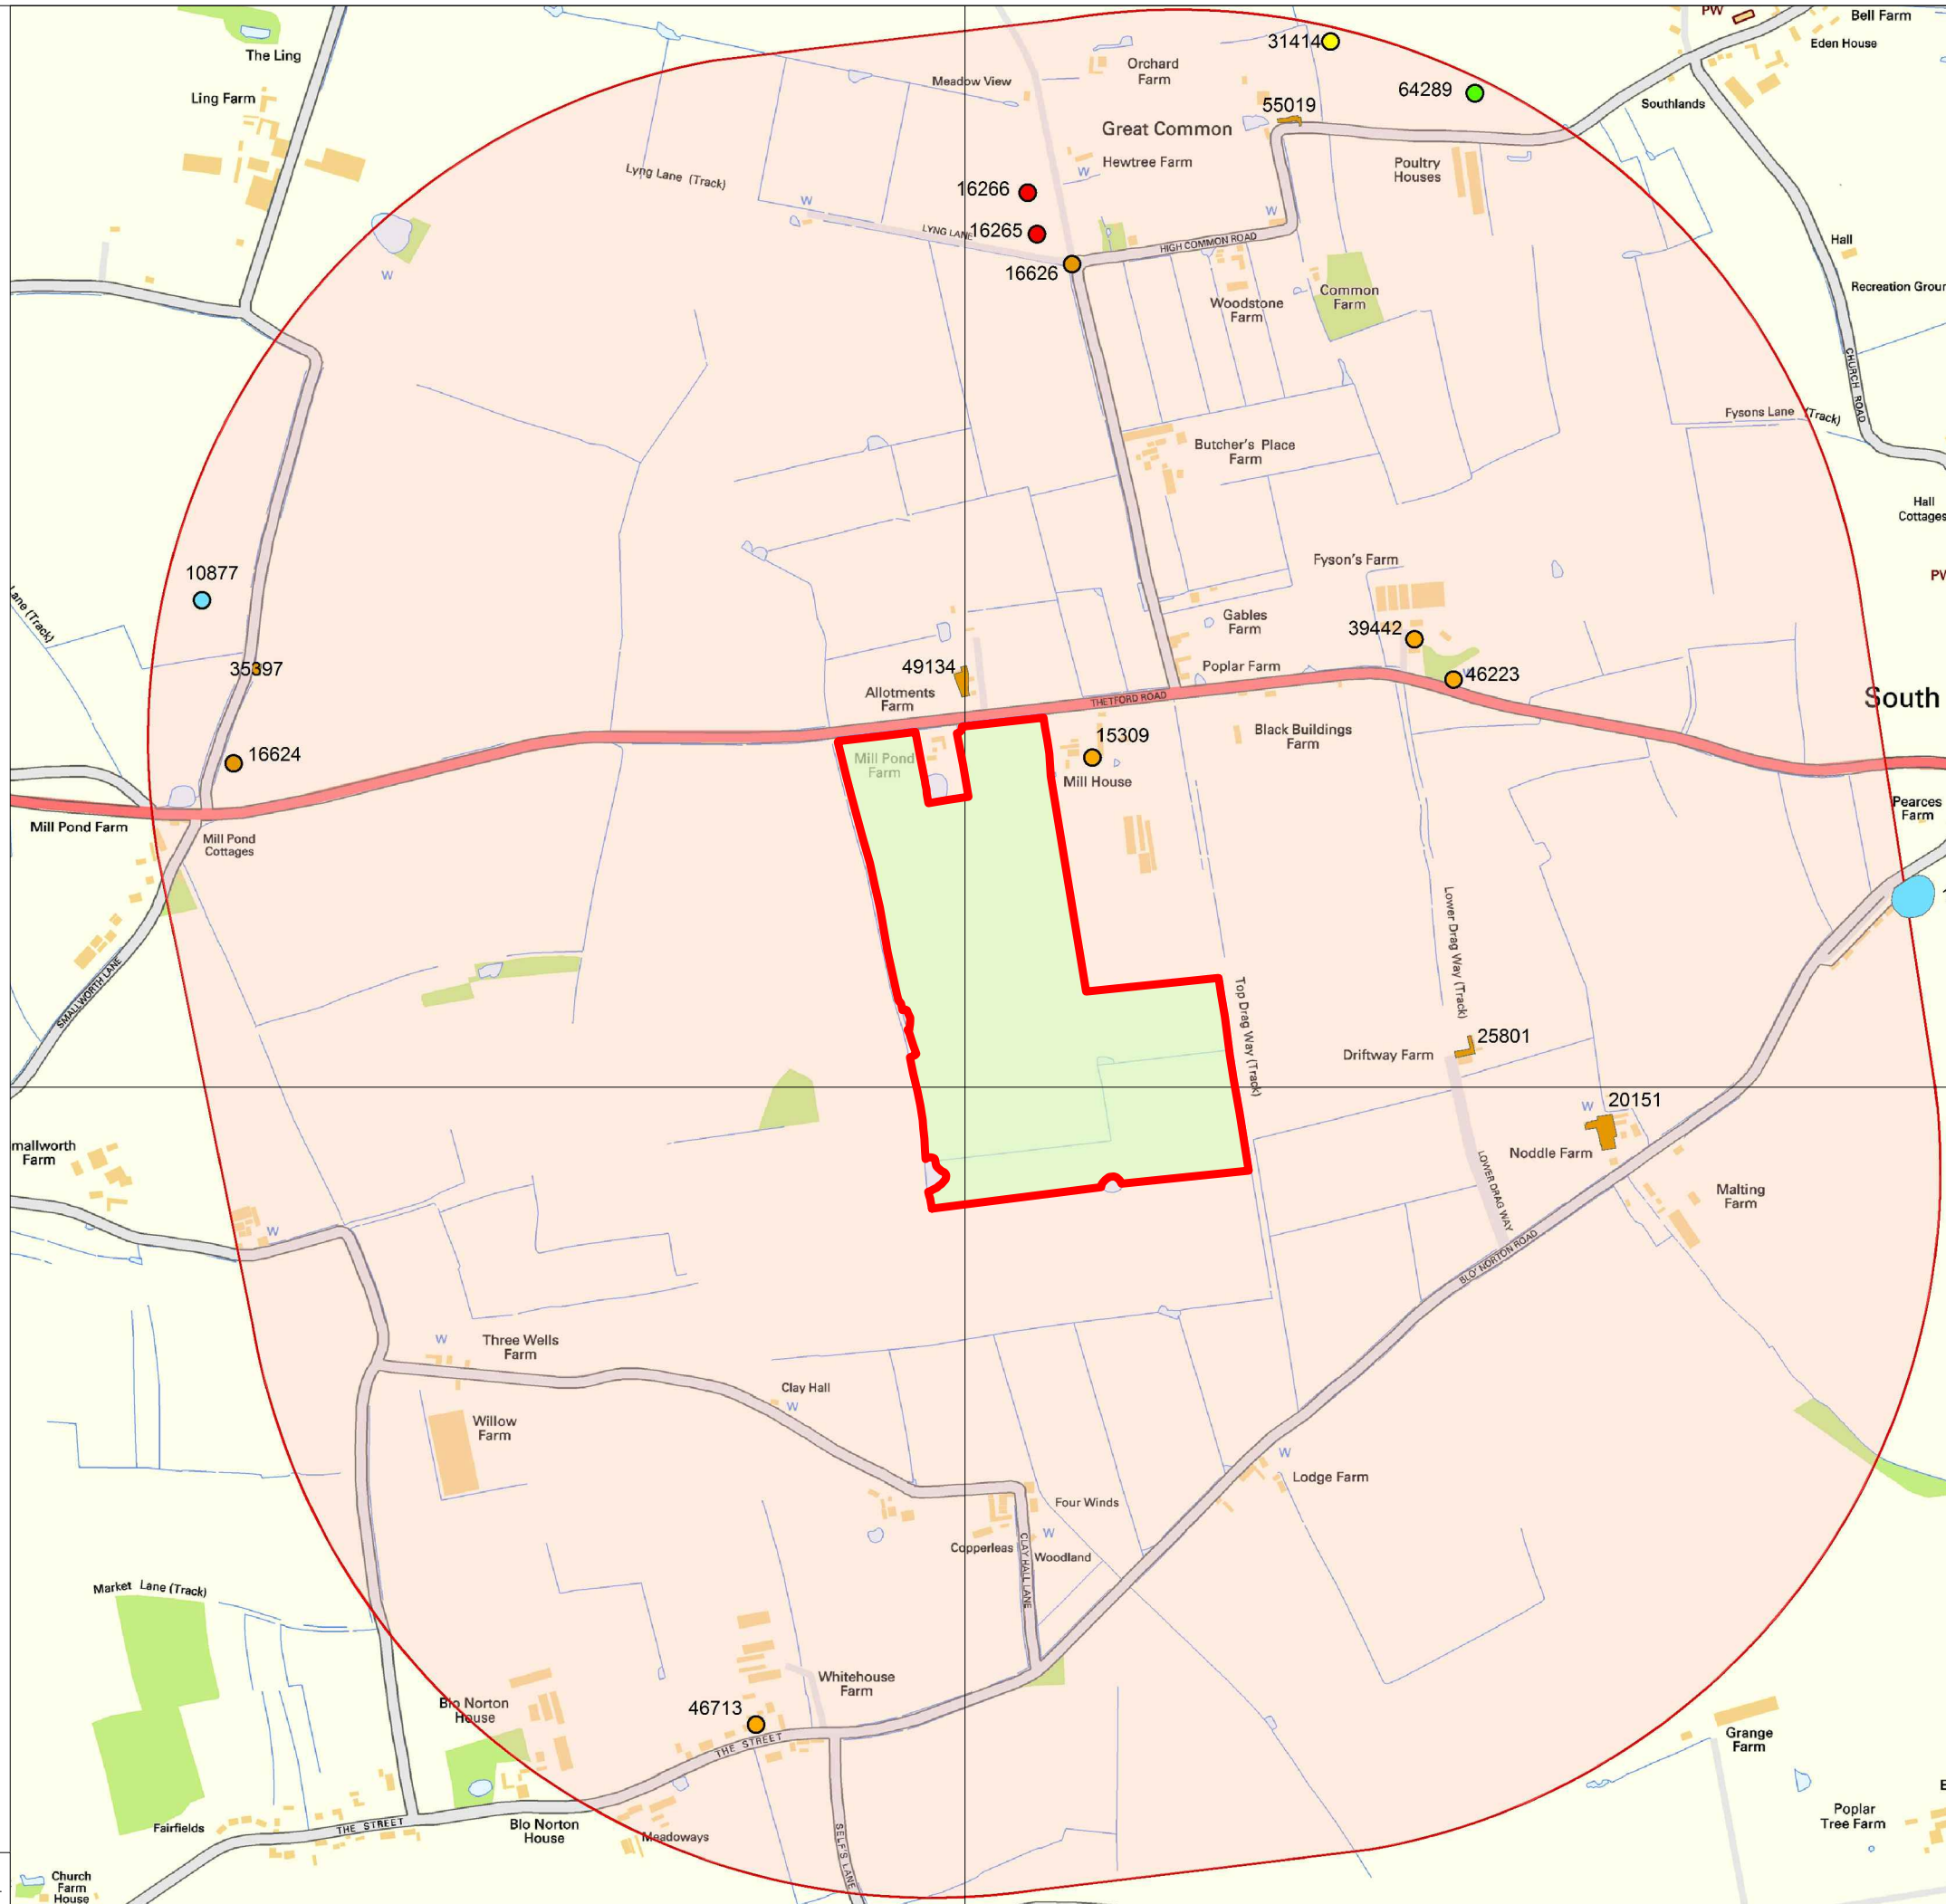 PW
Bell Farm
Eden House
The Ling
31414
Orchard
Farm
Meadow View
64289
Ling Farm
55019
Southlands
Great Common
Hewtree Farm
Poultry
Houses
W
Lyng Lane (Track)
16266
W
W
LYNG LANE
16265
HIGH COMMON ROAD
Hall
16626
W
Recreation
Woodstone
Farm
Common
Farm
CHURCH ROAD
Fysons Lane (Track)
Butcher's Place
Farm
Hall
Cottages
Fyson's Farm
10877
PW
Lane (Track)
Gables
Farm
39442
35397
49134
Poplar Farm
W
46223
Allotments
Farm
THETFORD ROAD
South
16624
15309
Black Buildings
Farm
Mill Pond
Farm
Mill House
Pearces
Farm
Mill Pond Farm
Mill Pond
Cottages
Lower Drag Way (Track)
SMALLWORTH LANE
Top Drag Way (Track)
25801
Driftway Farm
20151
W
mallworth
Farm
Noddle Farm
LOWER DRAG WAY
Malting
Farm
W
BLO' NORTON ROAD
W
Three Wells
Farm
Clay Hall
W
Willow
Farm
W
Lodge Farm
Four Winds
W
Copperleas
Woodland
CLAY HALL LANE
Market Lane (Track)
Whitehouse
Farm
46713
Blo Norton
House
THE STREET
Grange
Farm
Poplar
Tree Farm
Fairfields
THE STREET
Blo Norton
House
Meadoways
SELF'S LANE
Church
Farm
House